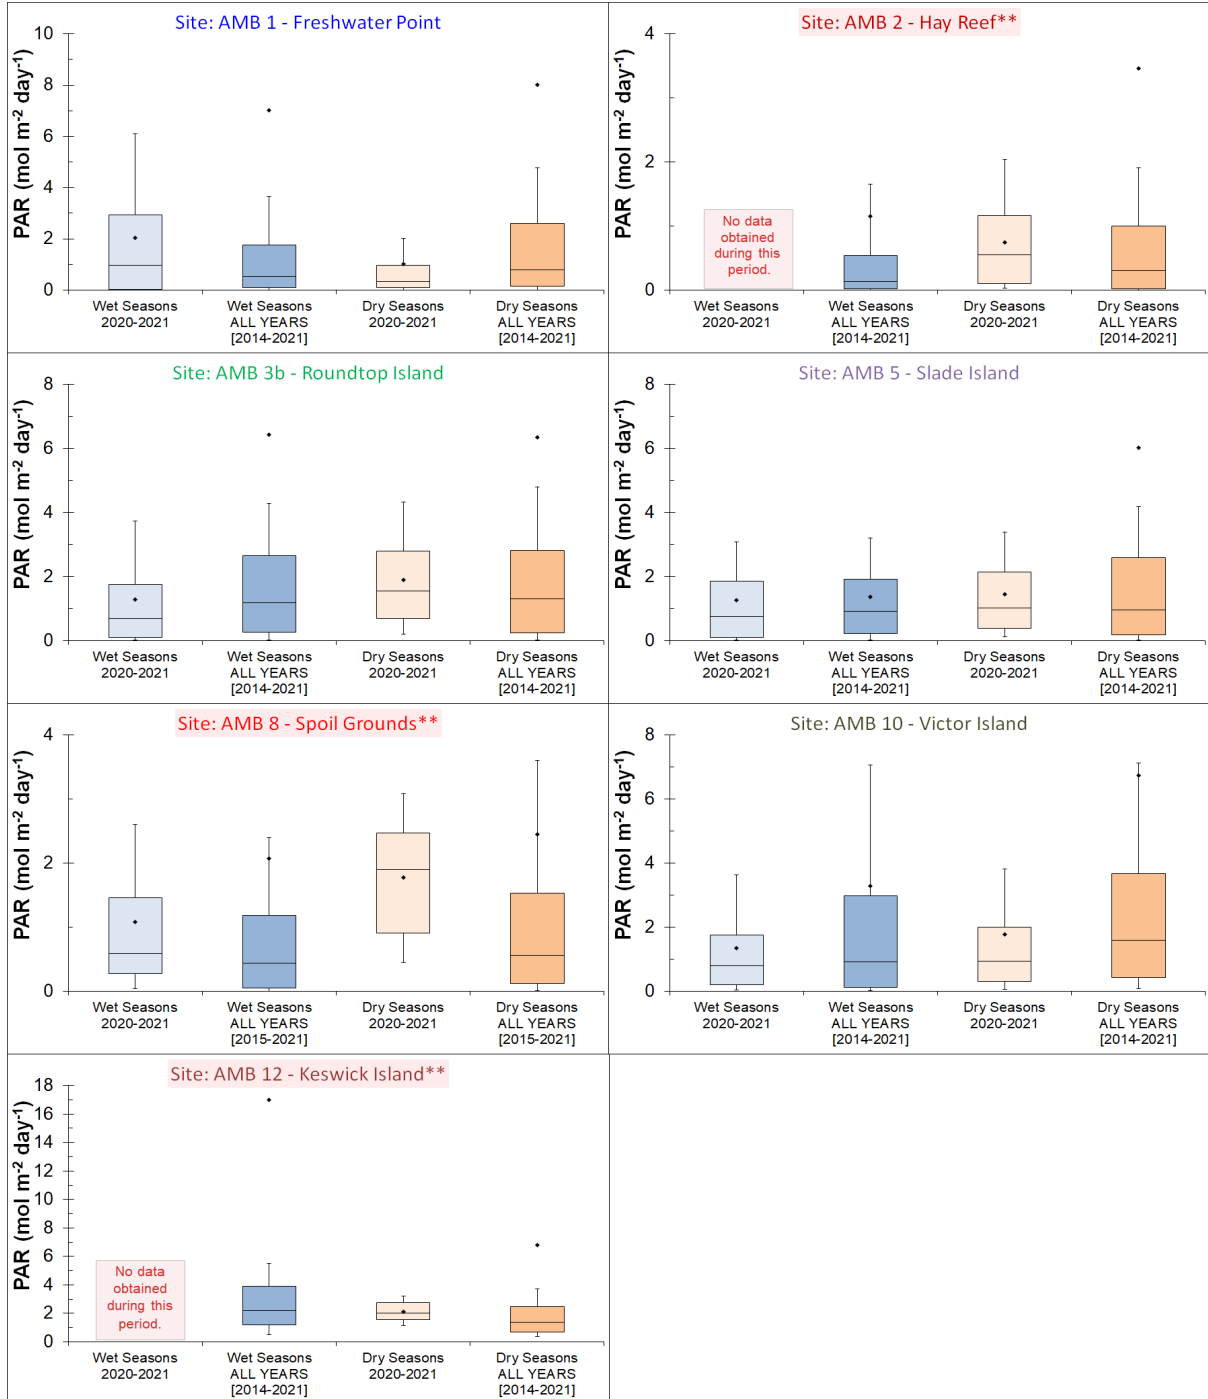 Site: AMB 1 - Freshwater Point
PAR (mol m⁻² day⁻¹)
10
8
6
4
2
0
Wet Seasons
2020-2021
Wet Seasons
ALL YEARS
[2014-2021]
Dry Seasons
2020-2021
Dry Seasons
ALL YEARS
[2014-2021]
Site: AMB 2 - Hay Reef**
PAR (mol m⁻² day⁻¹)
4
2
0
No data
obtained
during this
period.
Wet Seasons
2020-2021
Wet Seasons
ALL YEARS
[2014-2021]
Dry Seasons
2020-2021
Dry Seasons
ALL YEARS
[2014-2021]
Site: AMB 3b - Roundtop Island
PAR (mol m⁻² day⁻¹)
8
6
4
2
0
Wet Seasons
2020-2021
Wet Seasons
ALL YEARS
[2014-2021]
Dry Seasons
2020-2021
Dry Seasons
ALL YEARS
[2014-2021]
Site: AMB 5 - Slade Island
PAR (mol m⁻² day⁻¹)
8
6
4
2
0
Wet Seasons
2020-2021
Wet Seasons
ALL YEARS
[2014-2021]
Dry Seasons
2020-2021
Dry Seasons
ALL YEARS
[2014-2021]
Site: AMB 8 - Spoil Grounds**
PAR (mol m⁻² day⁻¹)
4
2
0
Wet Seasons
2020-2021
Wet Seasons
ALL YEARS
[2015-2021]
Dry Seasons
2020-2021
Dry Seasons
ALL YEARS
[2015-2021]
Site: AMB 10 - Victor Island
PAR (mol m⁻² day⁻¹)
8
6
4
2
0
Wet Seasons
2020-2021
Wet Seasons
ALL YEARS
[2014-2021]
Dry Seasons
2020-2021
Dry Seasons
ALL YEARS
[2014-2021]
Site: AMB 12 - Keswick Island**
PAR (mol m⁻² day⁻¹)
18
16
14
12
10
8
6
4
2
0
No data
obtained
during this
period.
Wet Seasons
2020-2021
Wet Seasons
ALL YEARS
[2014-2021]
Dry Seasons
2020-2021
Dry Seasons
ALL YEARS
[2014-2021]